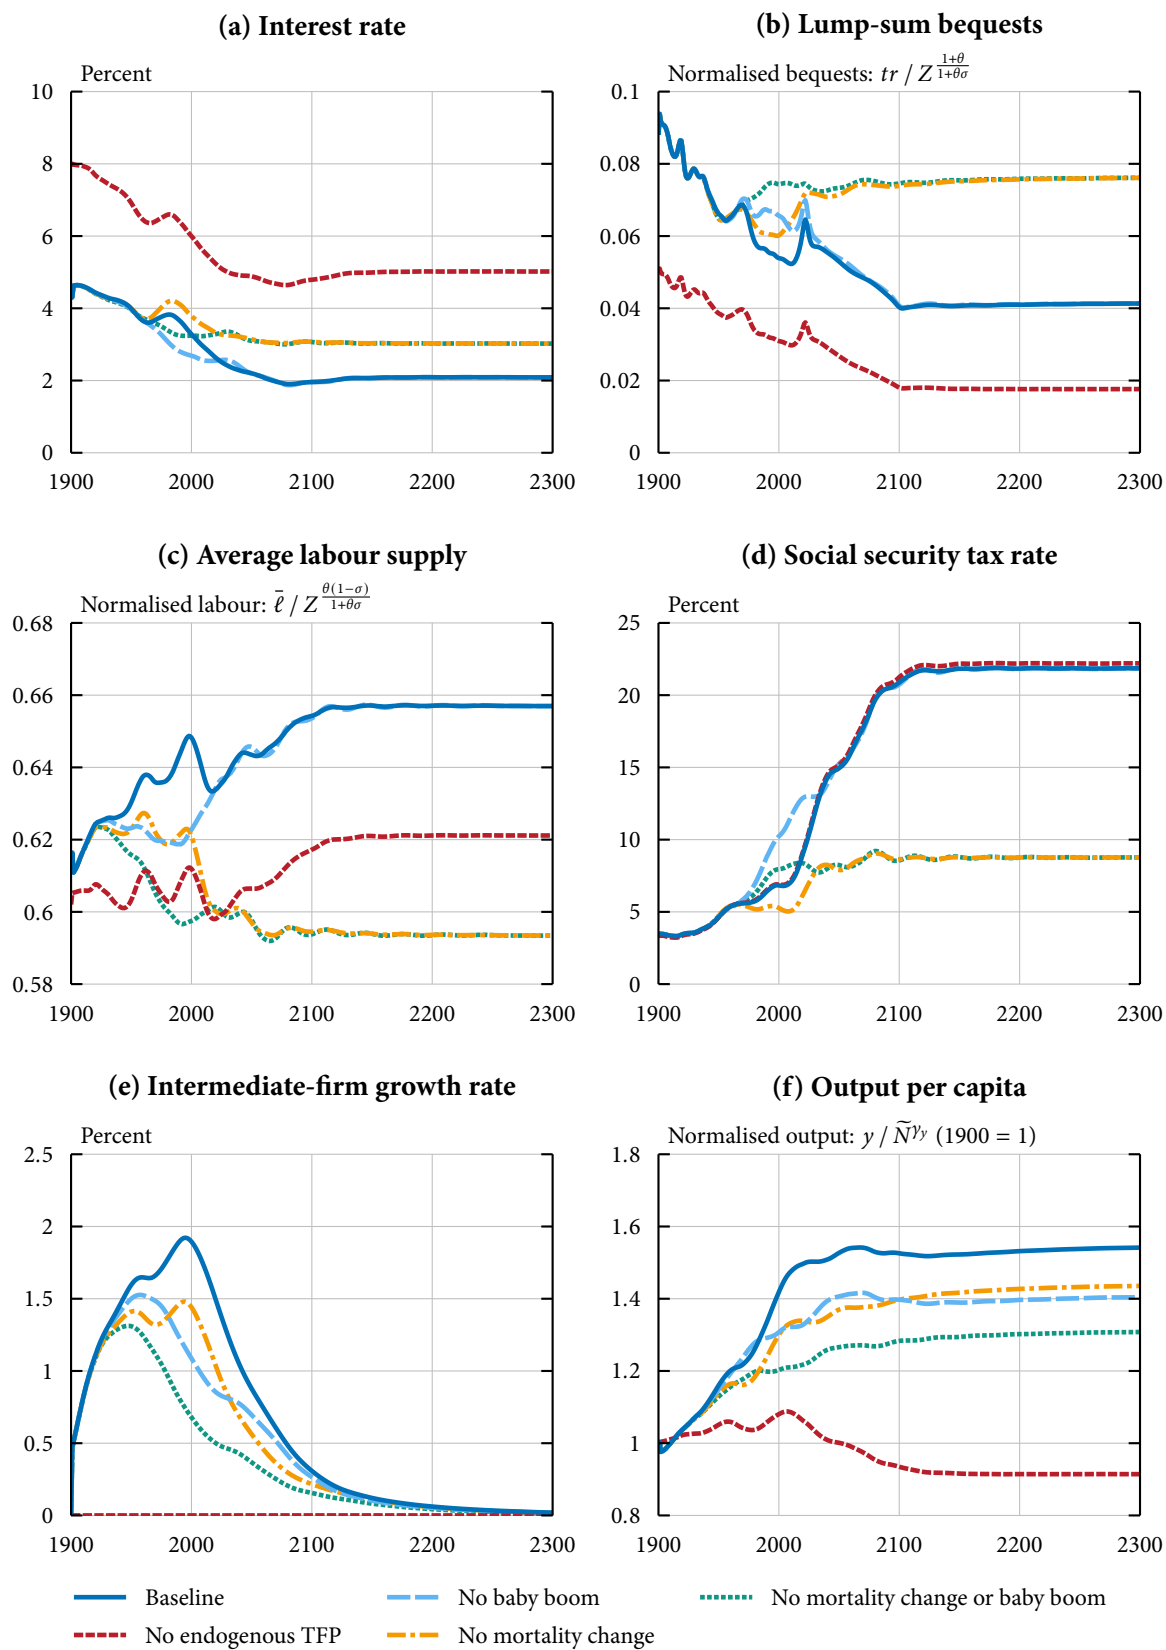 (a) Interest rate
Percent
10
8
6
4
2
0
1900 2000 2100 2200 2300
(b) Lump-sum bequests
Normalised bequests: tr / Z^{\frac{1+θ}{1+θσ}}
0.1
0.08
0.06
0.04
0.02
0
1900 2000 2100 2200 2300
(c) Average labour supply
Normalised labour: \bar{ℓ} / Z^{\frac{θ(1−σ)}{1+θσ}}
0.68
0.66
0.64
0.62
0.6
0.58
1900 2000 2100 2200 2300
(d) Social security tax rate
Percent
25
20
15
10
5
0
1900 2000 2100 2200 2300
(e) Intermediate-firm growth rate
Percent
2.5
2
1.5
1
0.5
0
1900 2000 2100 2200 2300
(f) Output per capita
Normalised output: y / \widetilde{N}^{γ_y} (1900 = 1)
1.8
1.6
1.4
1.2
1
0.8
1900 2000 2100 2200 2300
Baseline No baby boom No mortality change or baby boom
No endogenous TFP No mortality change